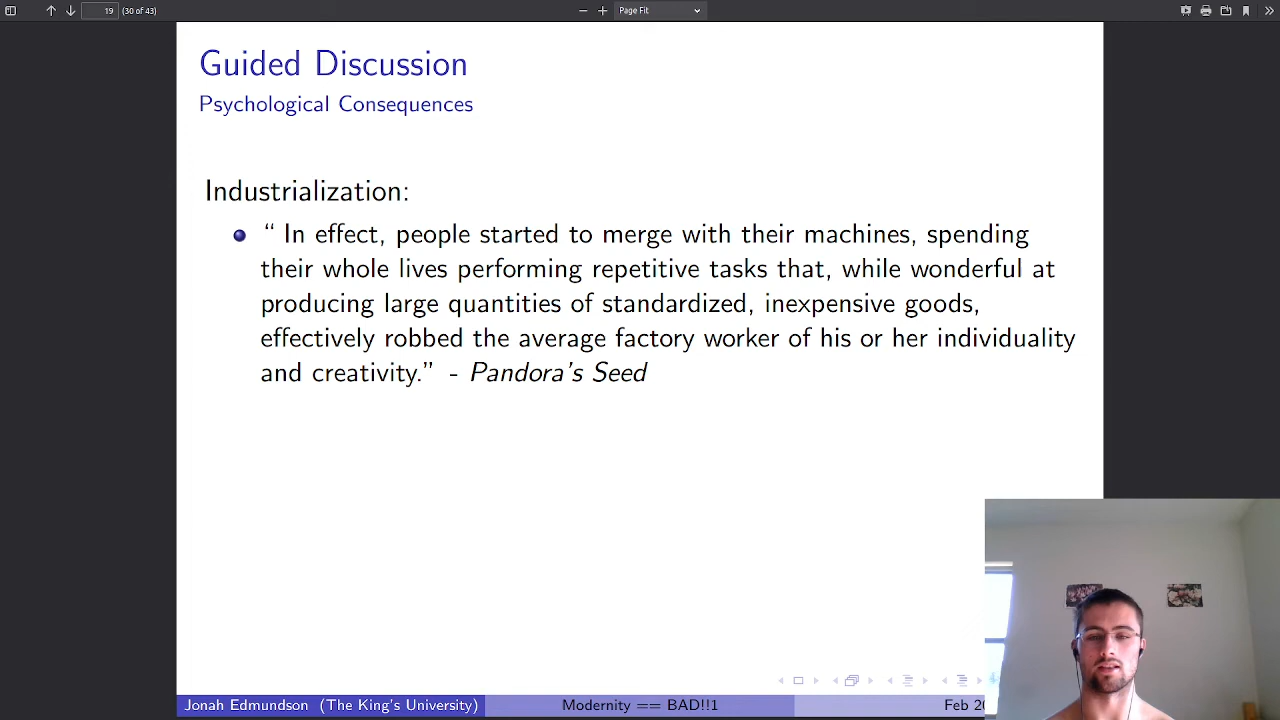 19 (30 of 43) Page Fit
Guided Discussion
Psychological Consequences
Industrialization:
“ In effect, people started to merge with their machines, spending
their whole lives performing repetitive tasks that, while wonderful at
producing large quantities of standardized, inexpensive goods,
effectively robbed the average factory worker of his or her individuality
and creativity.” - Pandora's Seed
Jonah Edmundson (The King's University) Modernity == BAD!!1 Feb 20